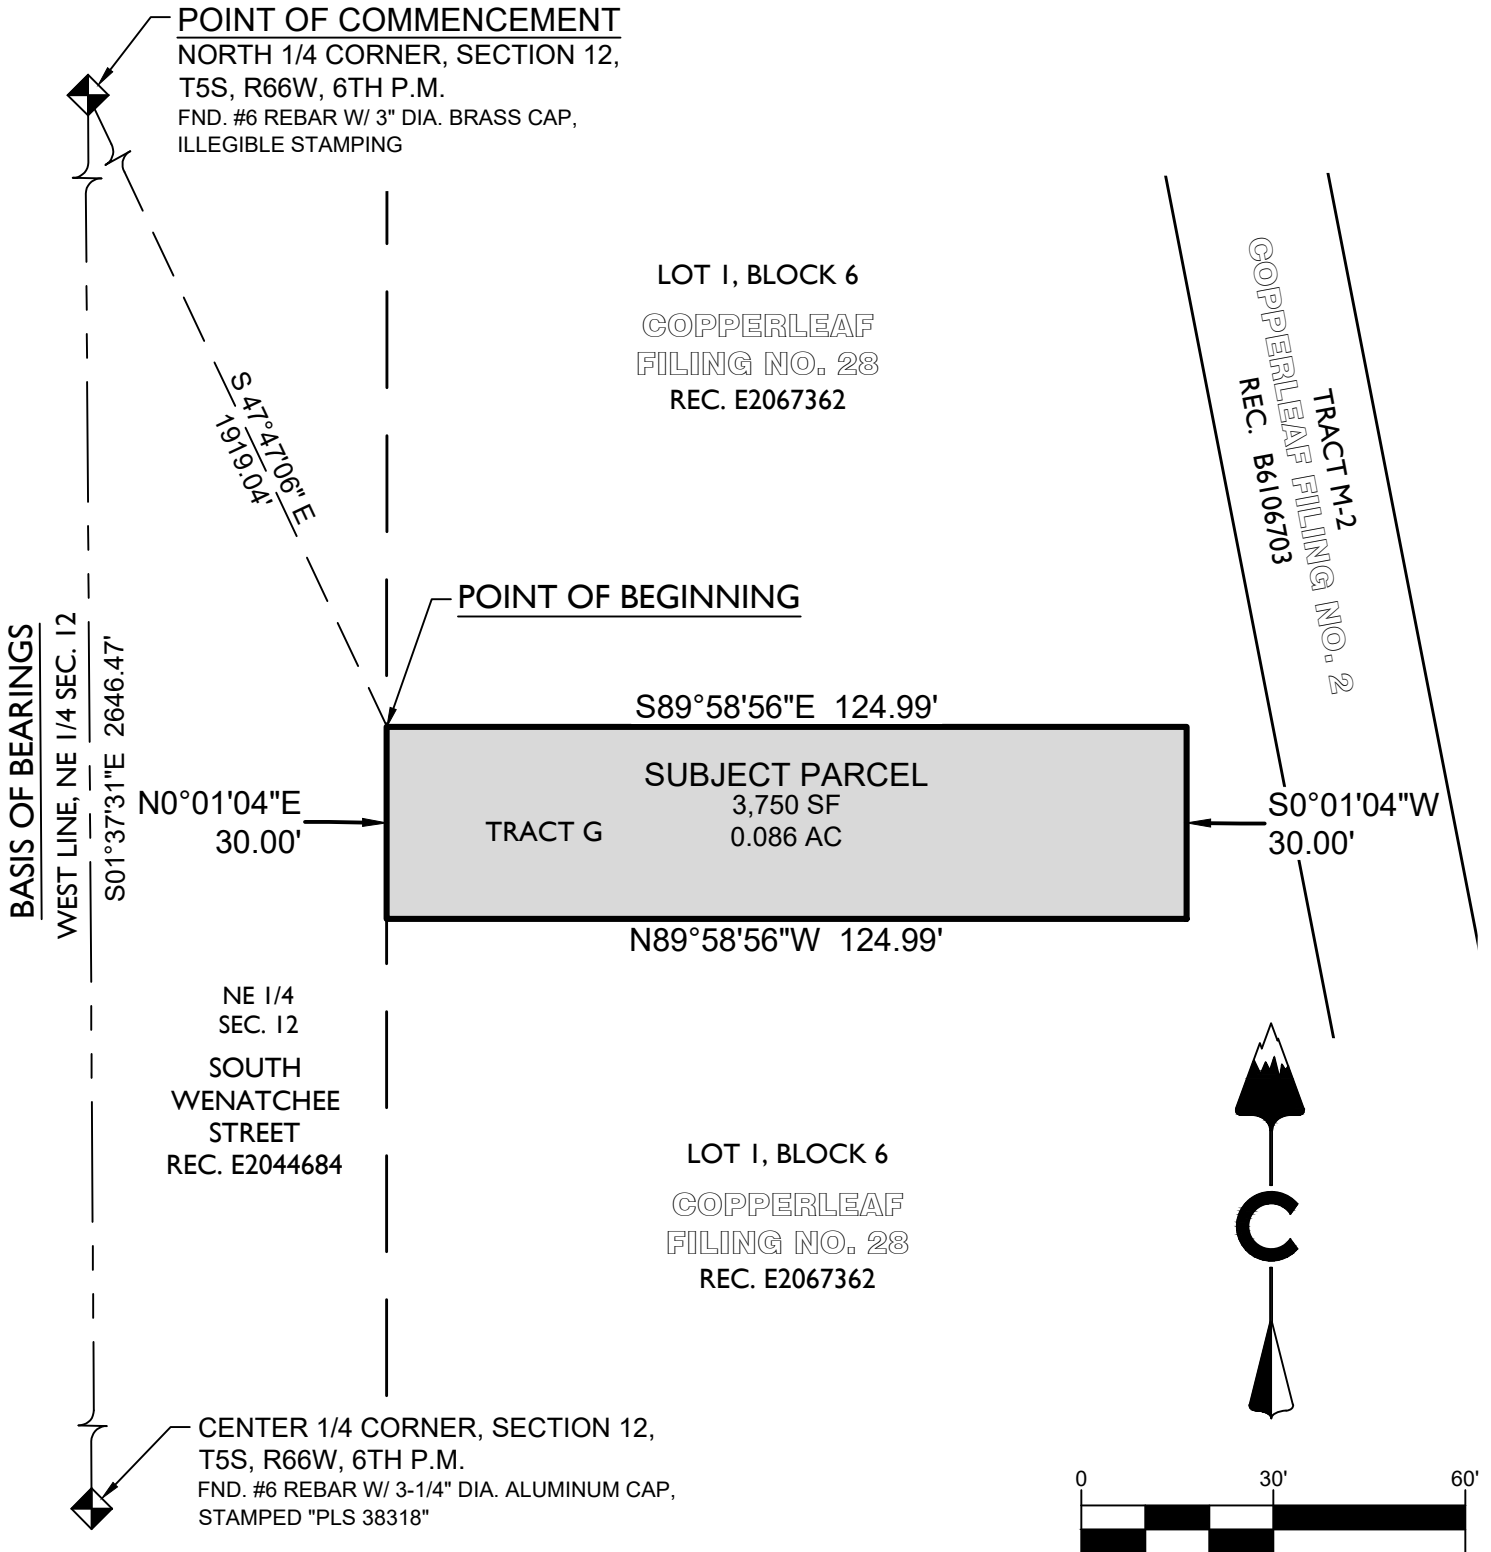 POINT OF COMMENCEMENT
NORTH 1/4 CORNER, SECTION 12,
T5S, R66W, 6TH P.M.
FND. #6 REBAR W/ 3" DIA. BRASS CAP,
ILLEGIBLE STAMPING
LOT 1, BLOCK 6
COPPERLEAF
FILING NO. 28
REC. E2067362
TRACT M-2
COPPERLEAF FILING NO. 2
REC. B6106703
S 47°47'06" E
1919.04'
POINT OF BEGINNING
BASIS OF BEARINGS
WEST LINE, NE 1/4 SEC. 12
S01°37'31"E 2646.47'
S89°58'56"E 124.99'
N0°01'04"E
30.00'
SUBJECT PARCEL
3,750 SF
0.086 AC
TRACT G
S0°01'04"W
30.00'
N89°58'56"W 124.99'
NE 1/4
SEC. 12
SOUTH
WENATCHEE
STREET
REC. E2044684
LOT 1, BLOCK 6
COPPERLEAF
FILING NO. 28
REC. E2067362
C
CENTER 1/4 CORNER, SECTION 12,
T5S, R66W, 6TH P.M.
FND. #6 REBAR W/ 3-1/4" DIA. ALUMINUM CAP,
STAMPED "PLS 38318"
0 30' 60'